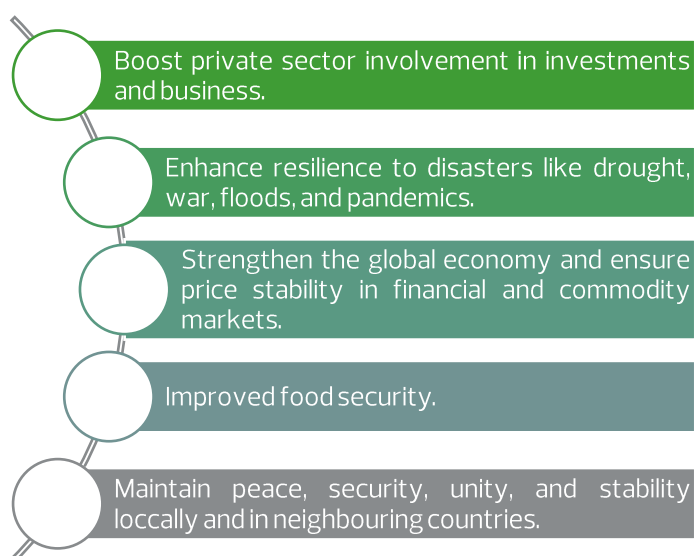 Boost private sector involvement in investments
and business.
Enhance resilience to disasters like drought,
war, floods, and pandemics.
Strengthen the global economy and ensure
price stability in financial and commodity
markets.
Improved food security.
Maintain peace, security, unity, and stability
loccally and in neighbouring countries.